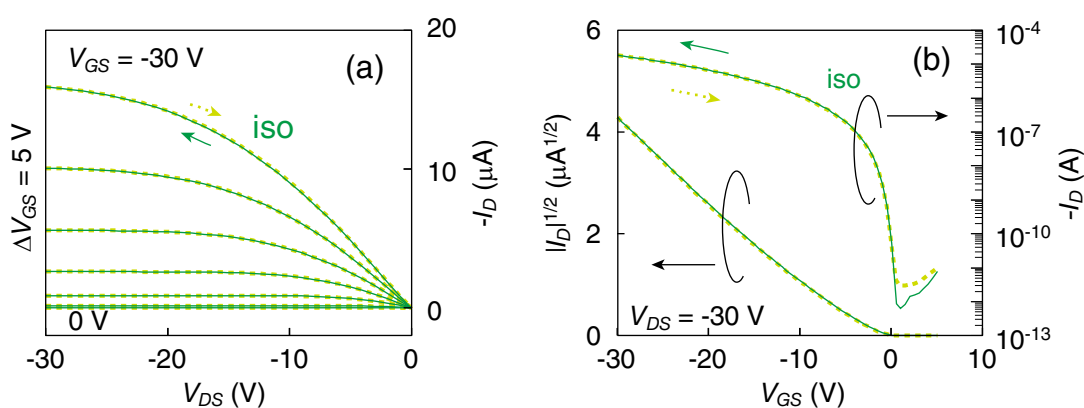 20
V_GS = -30 V
(a)
iso
ΔV_GS = 5 V
10
-I_D (μA)
0 V
0
-30
-20
-10
0
V_DS (V)
6
10^-4
(b)
iso
4
10^-7
|I_D|^1/2 (μA^1/2)
-I_D (A)
2
10^-10
V_DS = -30 V
0
10^-13
-30
-20
-10
0
10
V_GS (V)